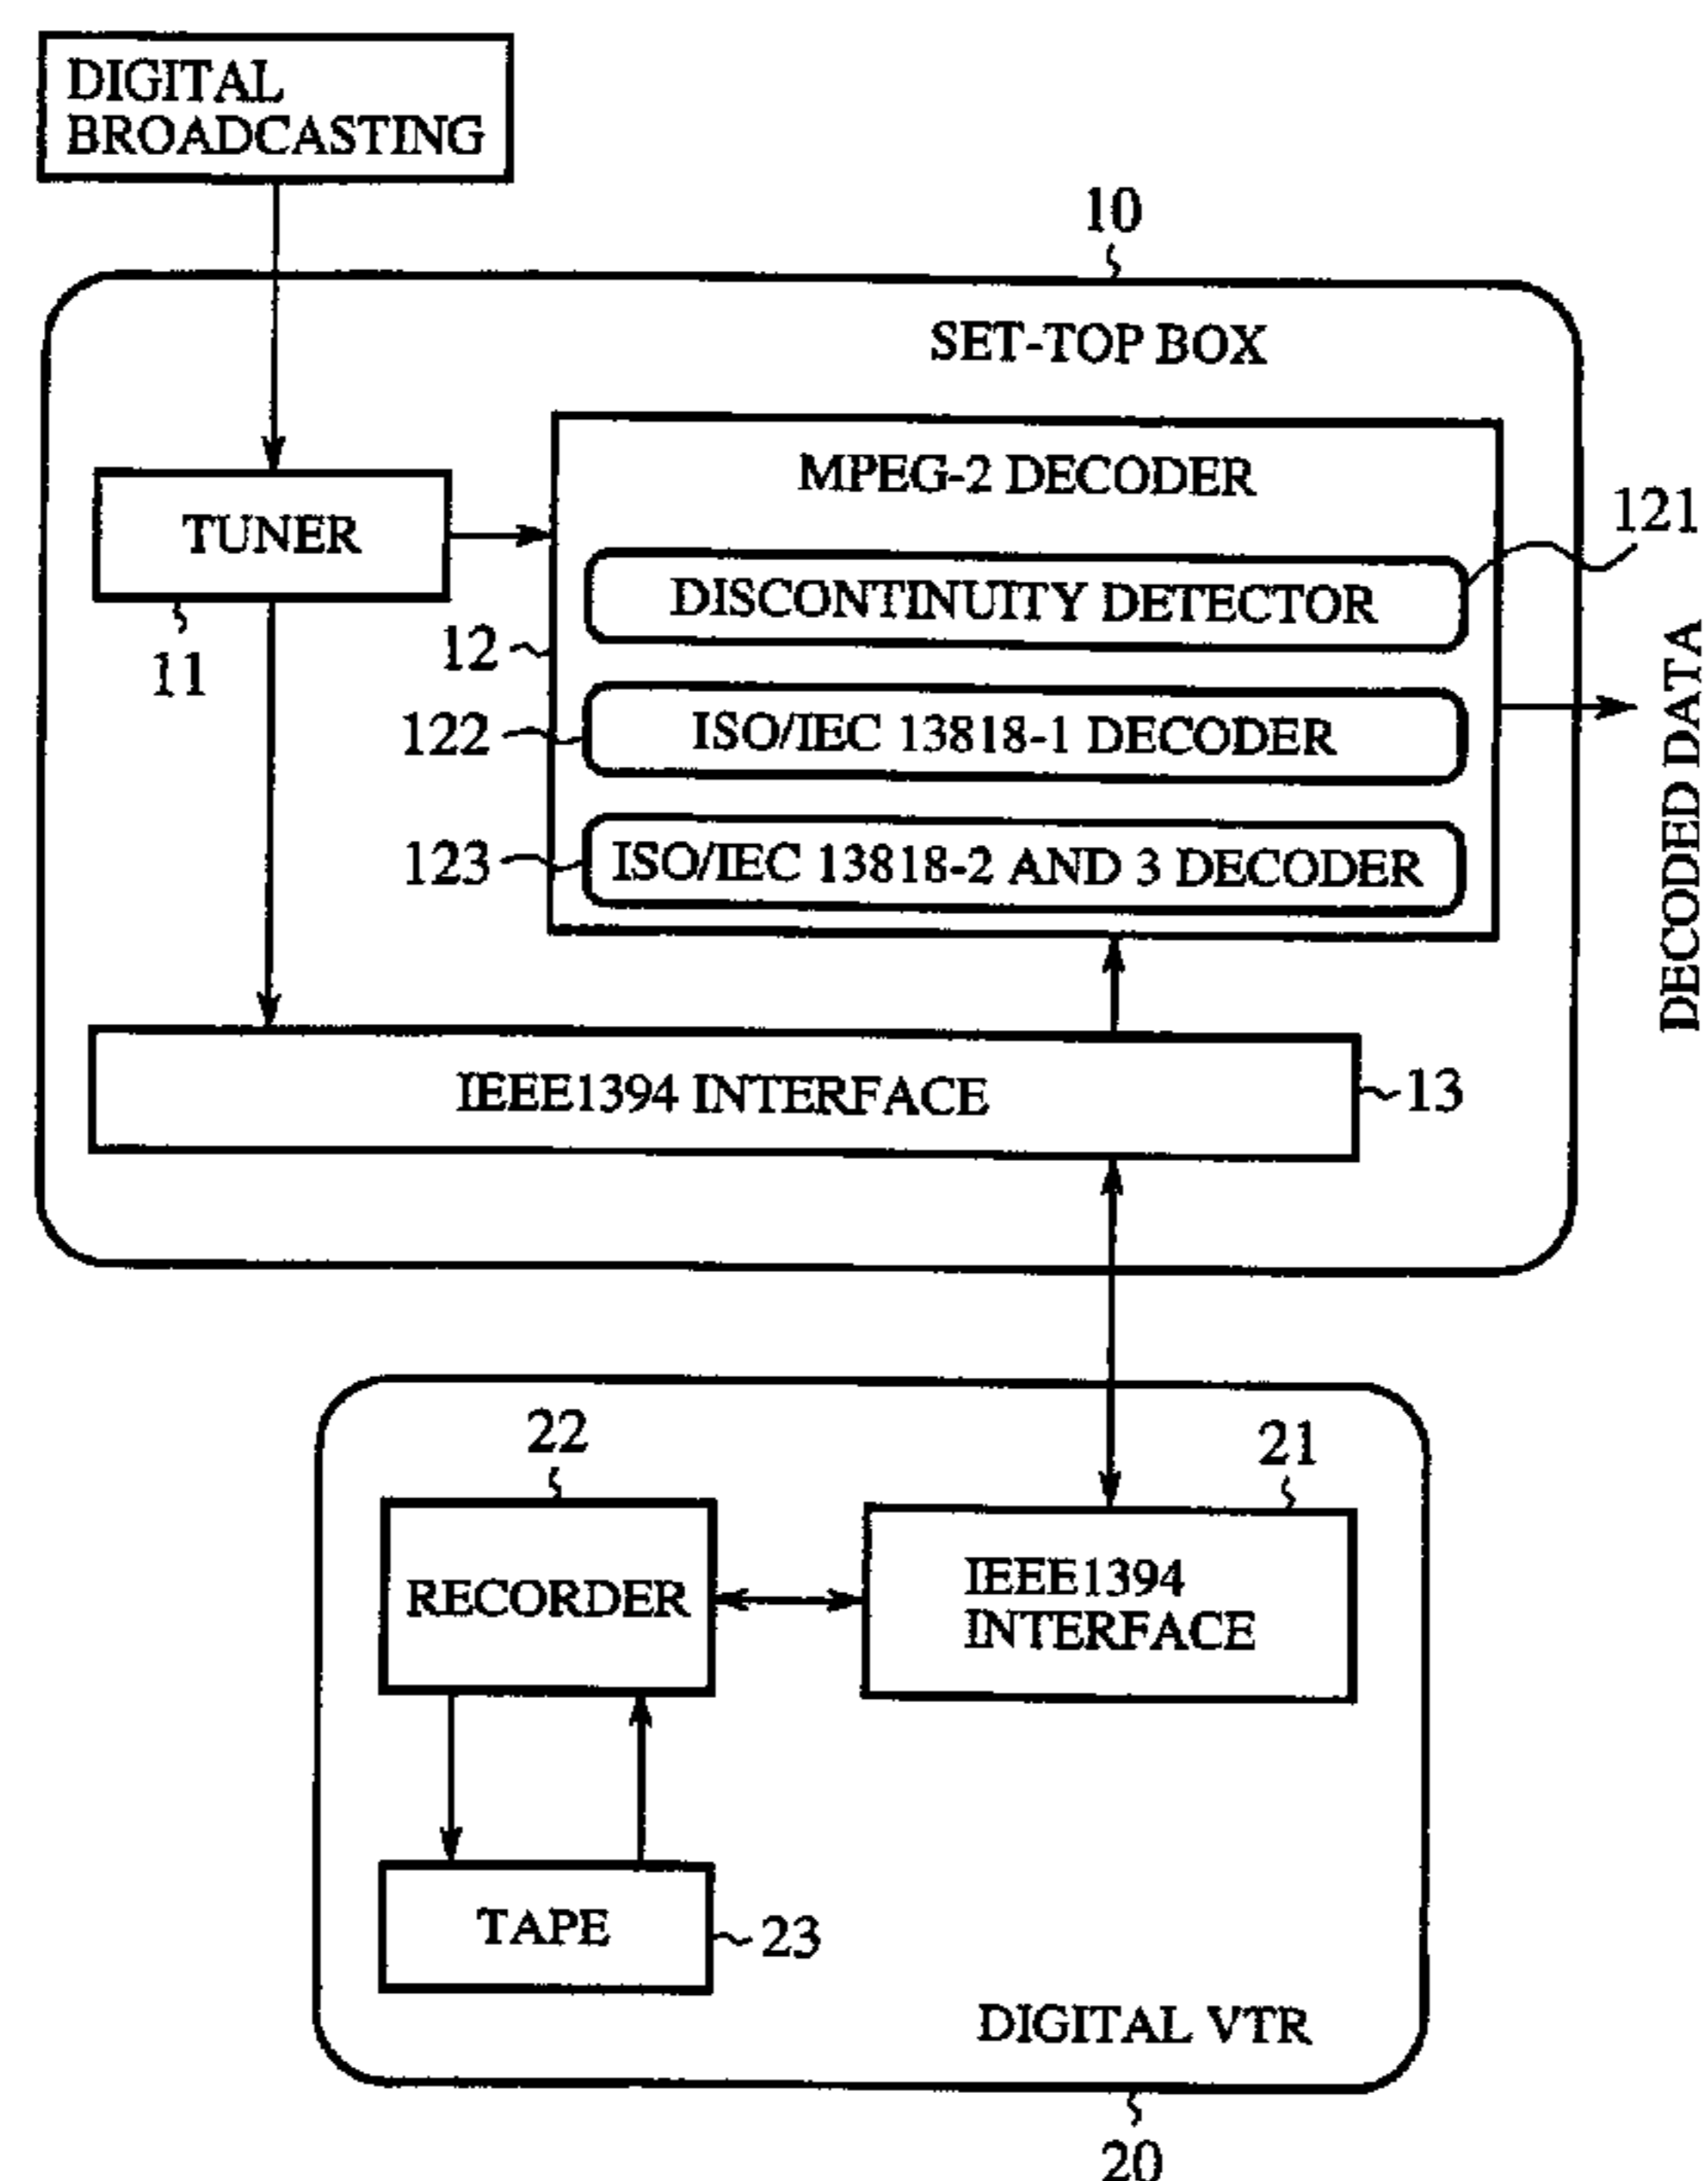 DIGITAL
BROADCASTING
10
SET-TOP BOX
MPEG-2 DECODER
121
TUNER
DISCONTINUITY DETECTOR
11
12
122
ISO/IEC 13818-1 DECODER
123
ISO/IEC 13818-2 AND 3 DECODER
DECODED DATA
IEEE1394 INTERFACE
13
22
21
RECORDER
IEEE1394
INTERFACE
TAPE
23
DIGITAL VTR
20